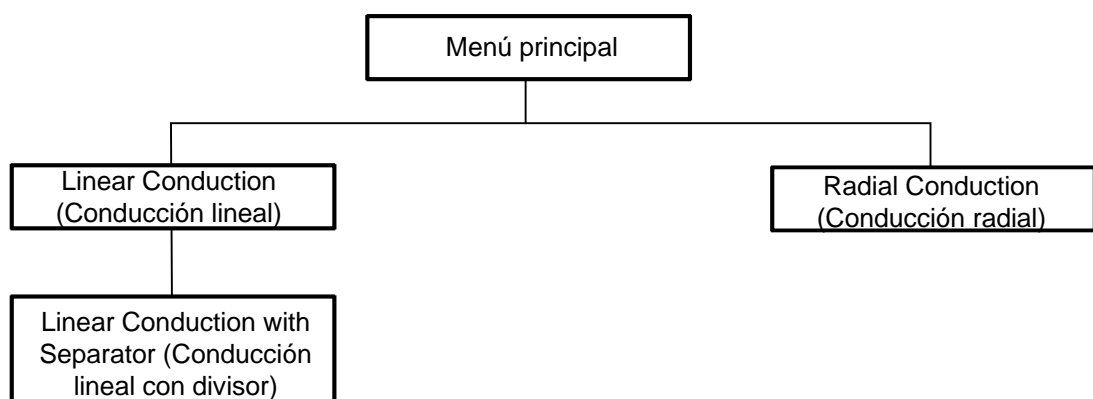 Menú principal
Linear Conduction
(Conducción lineal)
Radial Conduction
(Conducción radial)
Linear Conduction with
Separator (Conducción
lineal con divisor)